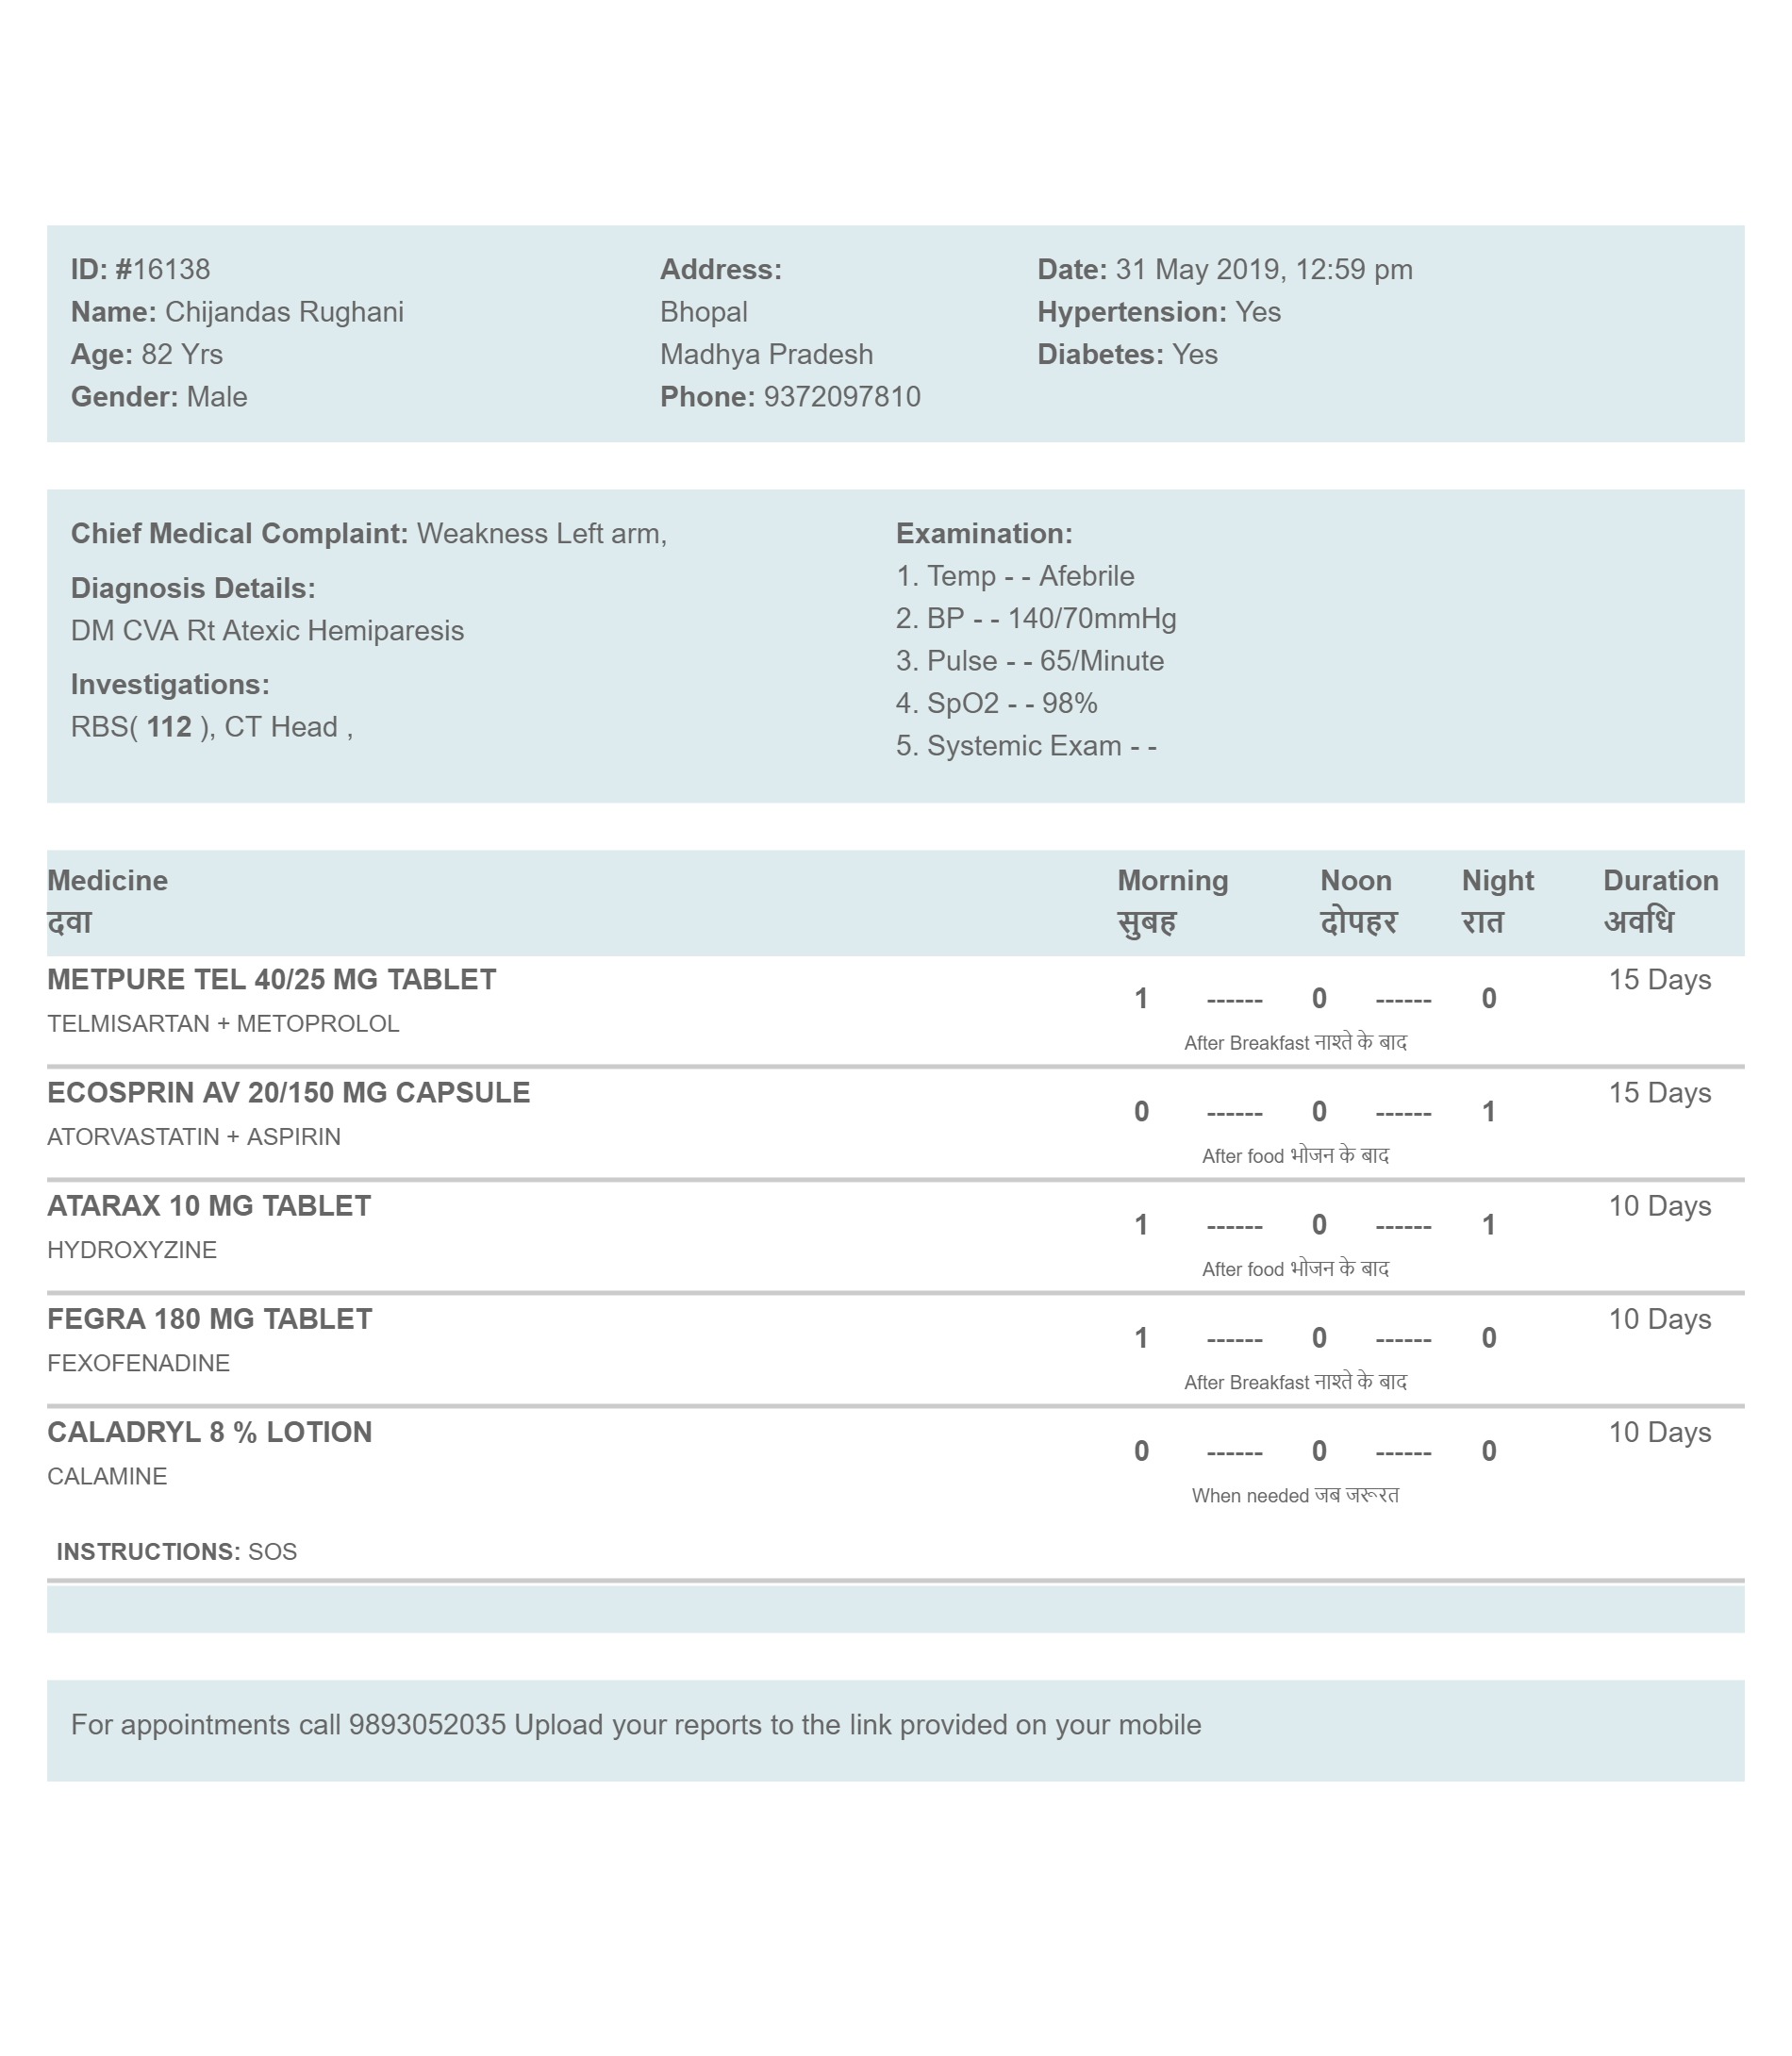 ID: #16138
Name: Chijandas Rughani
Age: 82 Yrs
Gender: Male
Address:
Bhopal
Madhya Pradesh
Phone: 9372097810
Date: 31 May 2019, 12:59 pm
Hypertension: Yes
Diabetes: Yes
Chief Medical Complaint: Weakness Left arm,
Diagnosis Details:
DM CVA Rt Atexic Hemiparesis
Investigations:
RBS( 112 ), CT Head ,
Examination:
1. Temp - - Afebrile
2. BP - - 140/70mmHg
3. Pulse - - 65/Minute
4. SpO2 - - 98%
5. Systemic Exam - -
Medicine Morning Noon Night Duration
दवा सुबह दोपहर रात अवधि
METPURE TEL 40/25 MG TABLET 15 Days
1 ------ 0 ------ 0
TELMISARTAN + METOPROLOL
After Breakfast नाश्ते के बाद
ECOSPRIN AV 20/150 MG CAPSULE 15 Days
0 ------ 0 ------ 1
ATORVASTATIN + ASPIRIN
After food भोजन के बाद
ATARAX 10 MG TABLET 10 Days
1 ------ 0 ------ 1
HYDROXYZINE
After food भोजन के बाद
FEGRA 180 MG TABLET 10 Days
1 ------ 0 ------ 0
FEXOFENADINE
After Breakfast नाश्ते के बाद
CALADRYL 8 % LOTION 10 Days
0 ------ 0 ------ 0
CALAMINE
When needed जब जरूरत
INSTRUCTIONS: SOS
For appointments call 9893052035 Upload your reports to the link provided on your mobile